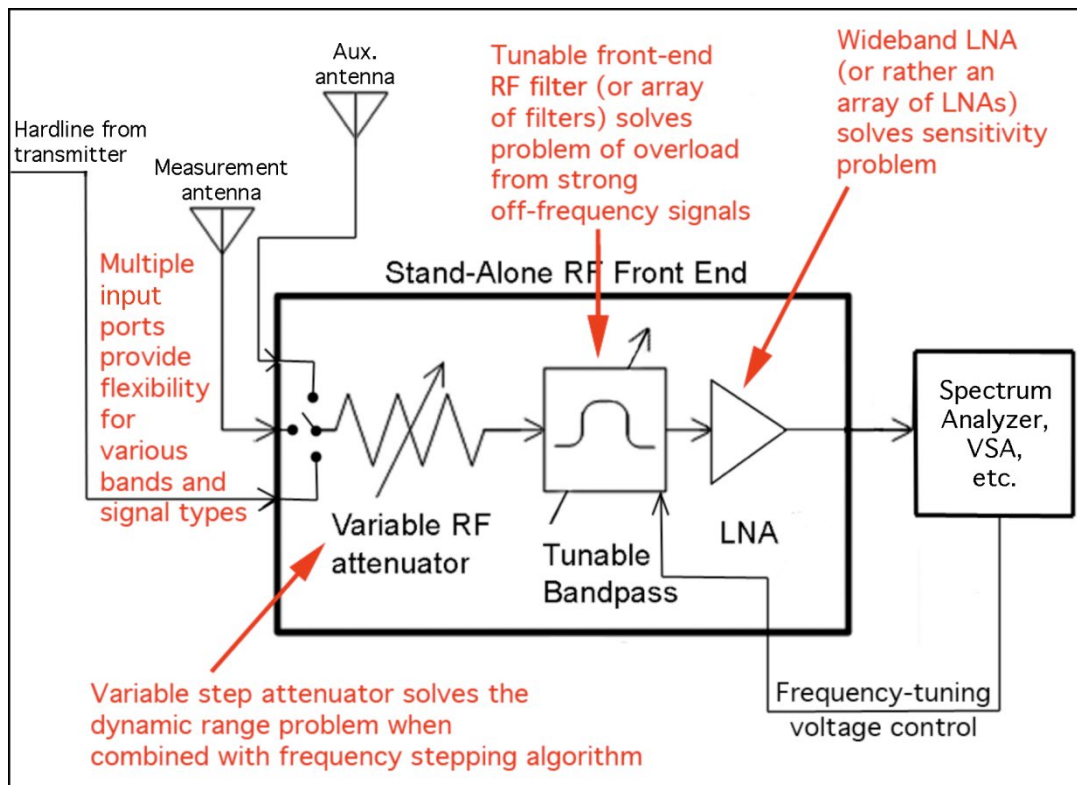 Aux.
antenna
Hardline from
transmitter
Measurement
antenna
Tunable front-end
RF filter (or array
of filters) solves
problem of overload
from strong
off-frequency signals
Wideband LNA
(or rather an
array of LNAs)
solves sensitivity
problem
Multiple
input
ports
provide
flexibility
for
various
bands and
signal types
Stand-Alone RF Front End
Variable RF
attenuator
Tunable
Bandpass
LNA
Spectrum
Analyzer,
VSA,
etc.
Variable step attenuator solves the
dynamic range problem when
combined with frequency stepping algorithm
Frequency-tuning
voltage control